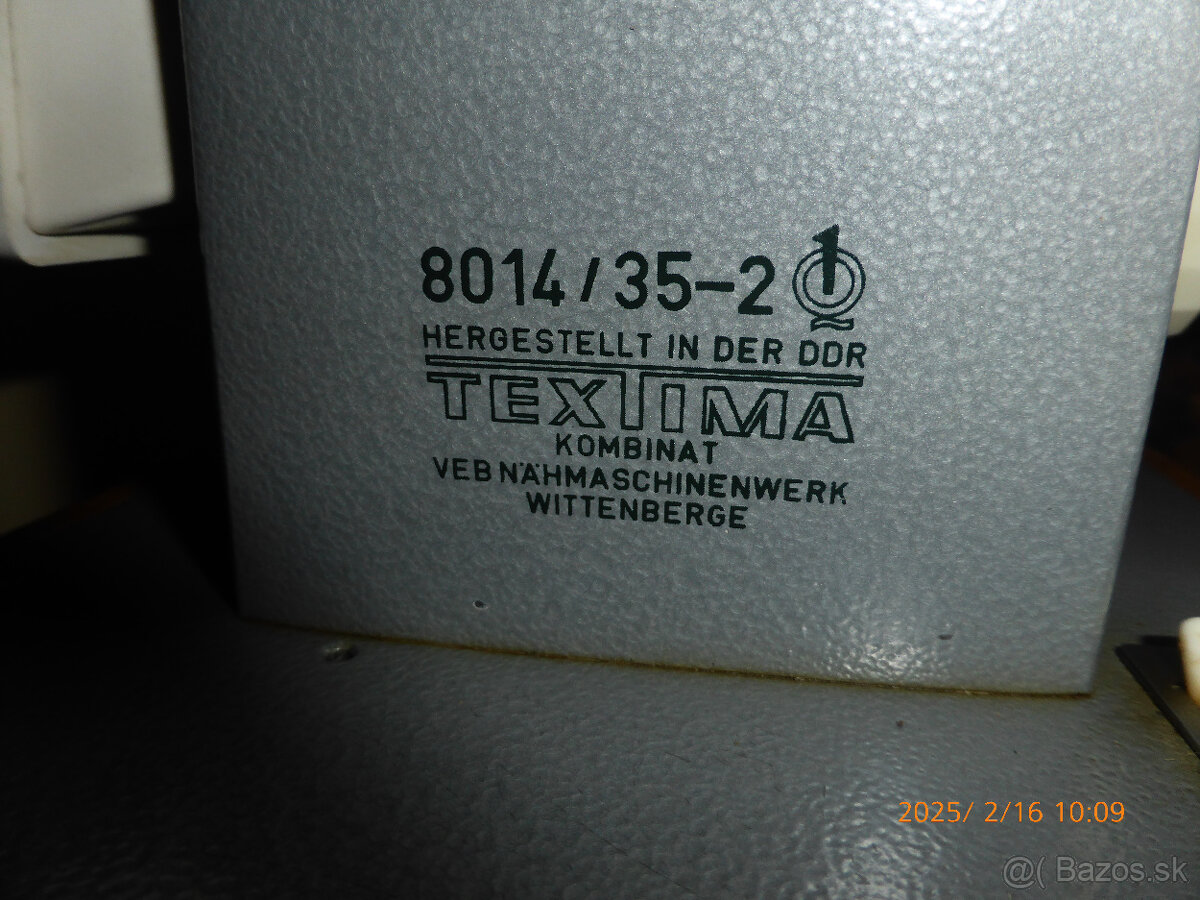 8014/35-2 1
HERGESTELLT IN DER DDR
TEXTIMA
KOMBINAT
VEB NÄHMASCHINENWERK
WITTENBERGE
2025/ 2/16 10:09
@( Bazos.sk